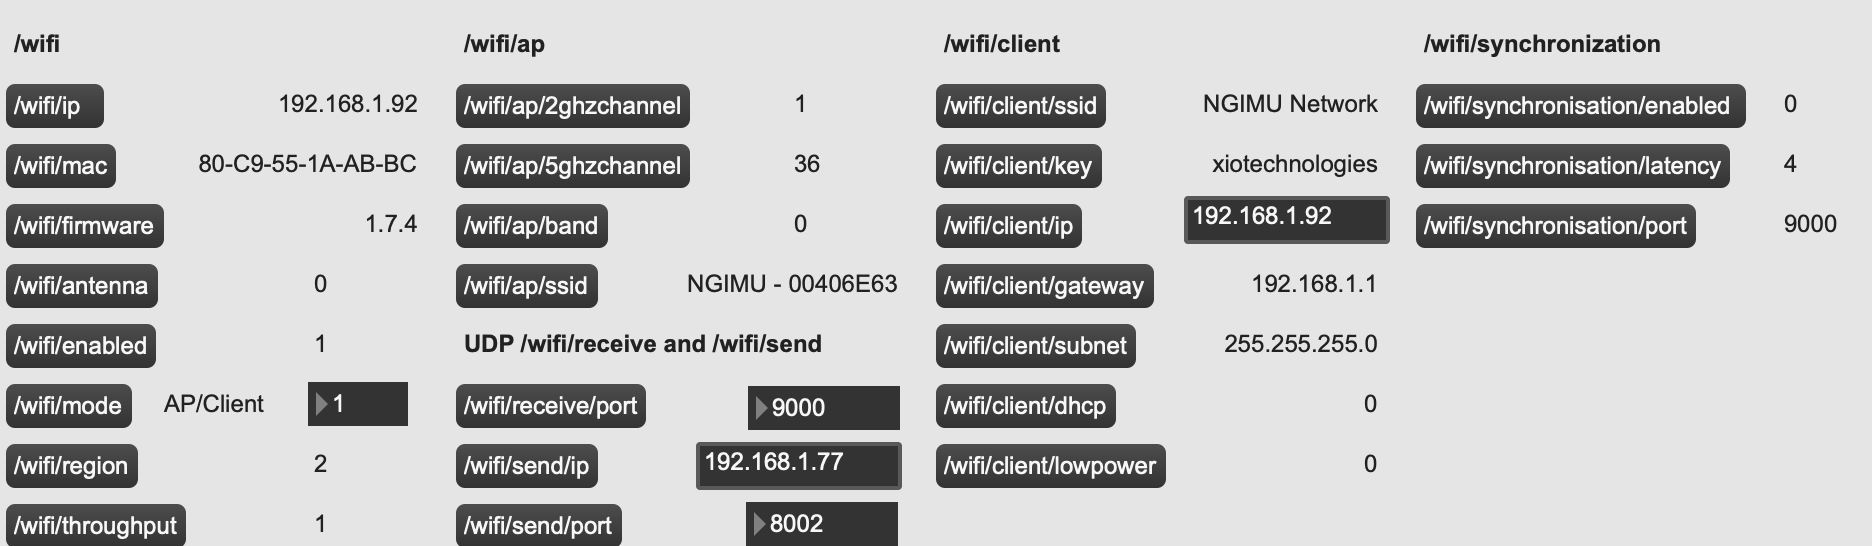 /wifi
/wifi/ip 192.168.1.92
/wifi/mac 80-C9-55-1A-AB-BC
/wifi/firmware 1.7.4
/wifi/antenna 0
/wifi/enabled 1
/wifi/mode AP/Client 1
/wifi/region 2
/wifi/throughput 1
/wifi/ap
/wifi/ap/2ghzchannel 1
/wifi/ap/5ghzchannel 36
/wifi/ap/band 0
/wifi/ap/ssid NGIMU - 00406E63
UDP /wifi/receive and /wifi/send
/wifi/receive/port 9000
/wifi/send/ip 192.168.1.77
/wifi/send/port 8002
/wifi/client
/wifi/client/ssid NGIMU Network
/wifi/client/key xiotechnologies
/wifi/client/ip 192.168.1.92
/wifi/client/gateway 192.168.1.1
/wifi/client/subnet 255.255.255.0
/wifi/client/dhcp 0
/wifi/client/lowpower 0
/wifi/synchronization
/wifi/synchronisation/enabled 0
/wifi/synchronisation/latency 4
/wifi/synchronisation/port 9000